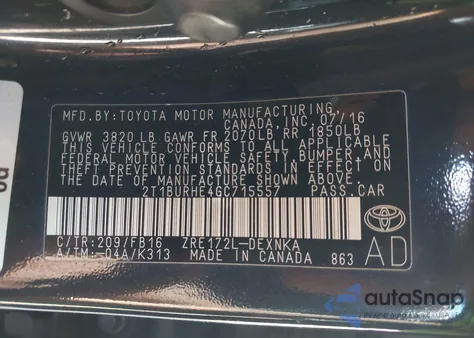 MFD.BY:TOYOTA MOTOR MANUFACTURING,
CANADA, INC. 07/16
GVWR 3820 LB GAWR FR 2070LB RR 1850LB
THIS VEHICLE CONFORMS TO ALL APPLICABLE
FEDERAL MOTOR VEHICLE SAFETY, BUMPER, AND
THEFT PREVENTION STANDARDS IN EFFECT ON
THE DATE OF MANUFACTURE SHOWN ABOVE.
2T1BURHE4GC715557 PASS.CAR
C/TR:209/FB16 ZRE172L-DEXNKA
A/TM:-04A/K313 MADE IN CANADA 863
AD
autoSnap